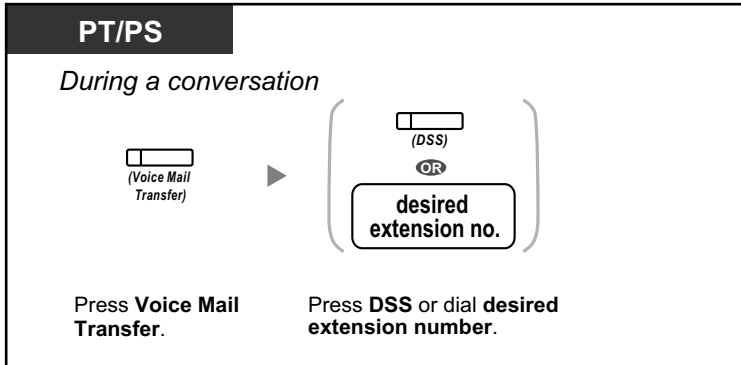 PT/PS
During a conversation
(Voice Mail
Transfer)
(DSS)
OR
desired
extension no.
Press Voice Mail
Transfer.
Press DSS or dial desired
extension number.